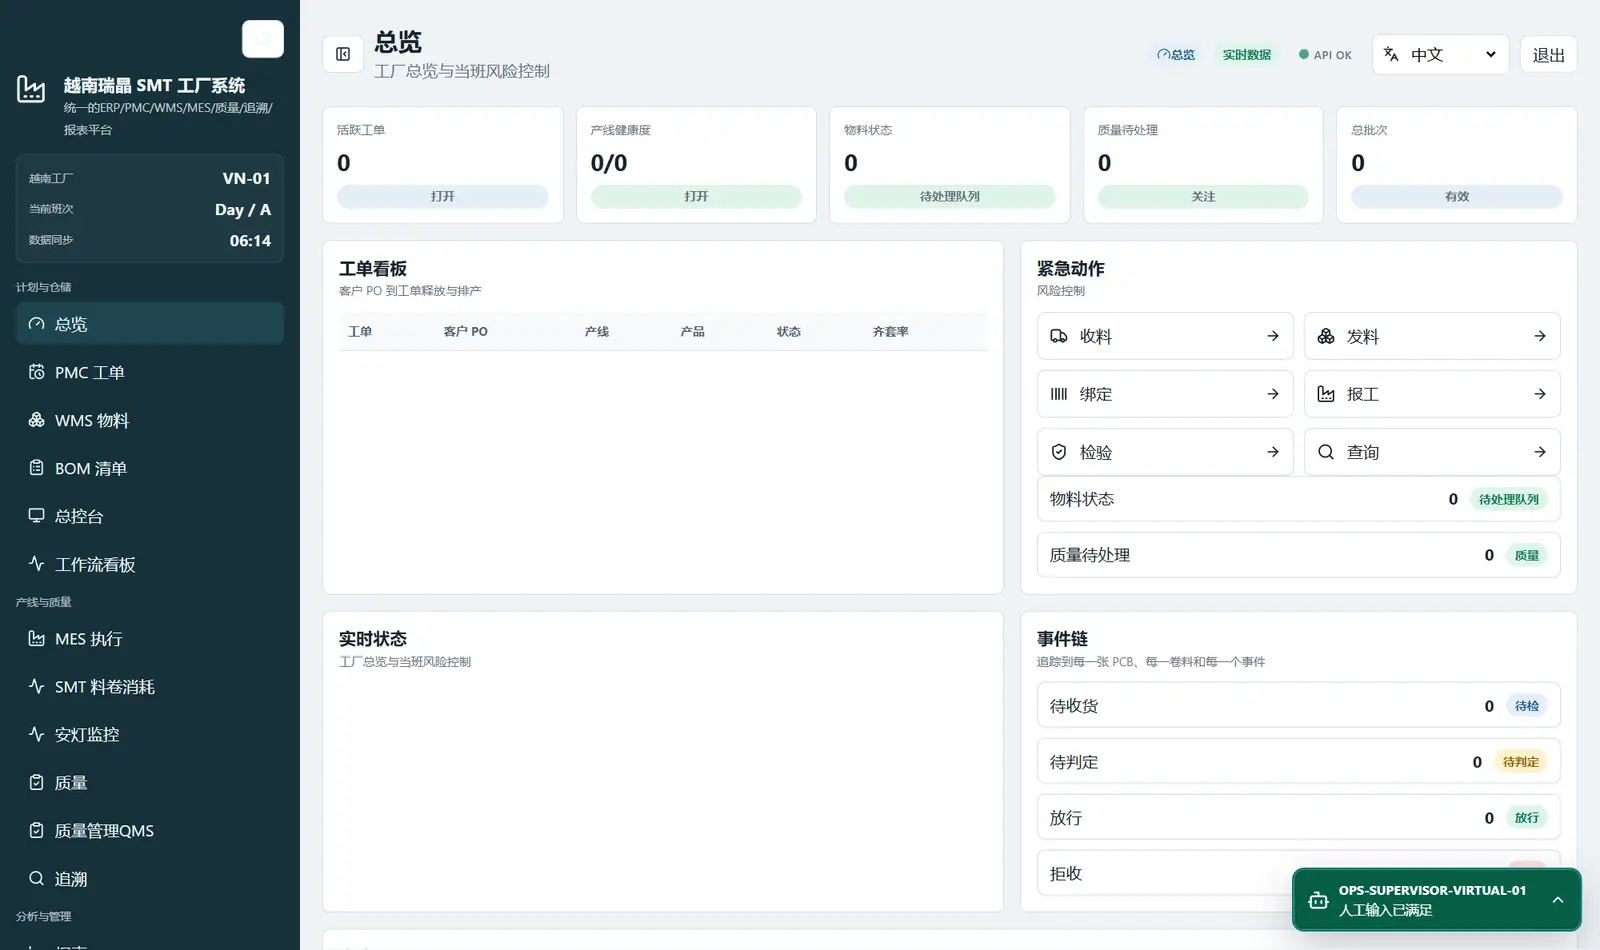 越南瑞晶 SMT 工厂系统
统一的ERP/PMC/WMS/MES/质量/追溯/
报表平台
越南工厂 VN-01
当前班次 Day / A
数据同步 06:14
计划与仓储
总览
PMC 工单
WMS 物料
BOM 清单
总控台
工作流看板
产线与质量
MES 执行
SMT 料卷消耗
安灯监控
质量
质量管理QMS
追溯
分析与管理
总览
工厂总览与当班风险控制
总览
实时数据
API OK
中文
退出
活跃工单
0
打开
产线健康度
0/0
打开
物料状态
0
待处理队列
质量待处理
0
关注
总批次
0
有效
工单看板
客户 PO 到工单释放与排产
工单 客户 PO 产线 产品 状态 齐套率
紧急动作
风险控制
收料
发料
绑定
报工
检验
查询
物料状态 0 待处理队列
质量待处理 0 质量
实时状态
工厂总览与当班风险控制
事件链
追踪到每一张 PCB、每一卷料和每一个事件
待收货 0 待检
待判定 0 待判定
放行 0 放行
拒收
OPS-SUPERVISOR-VIRTUAL-01
人工输入已满足